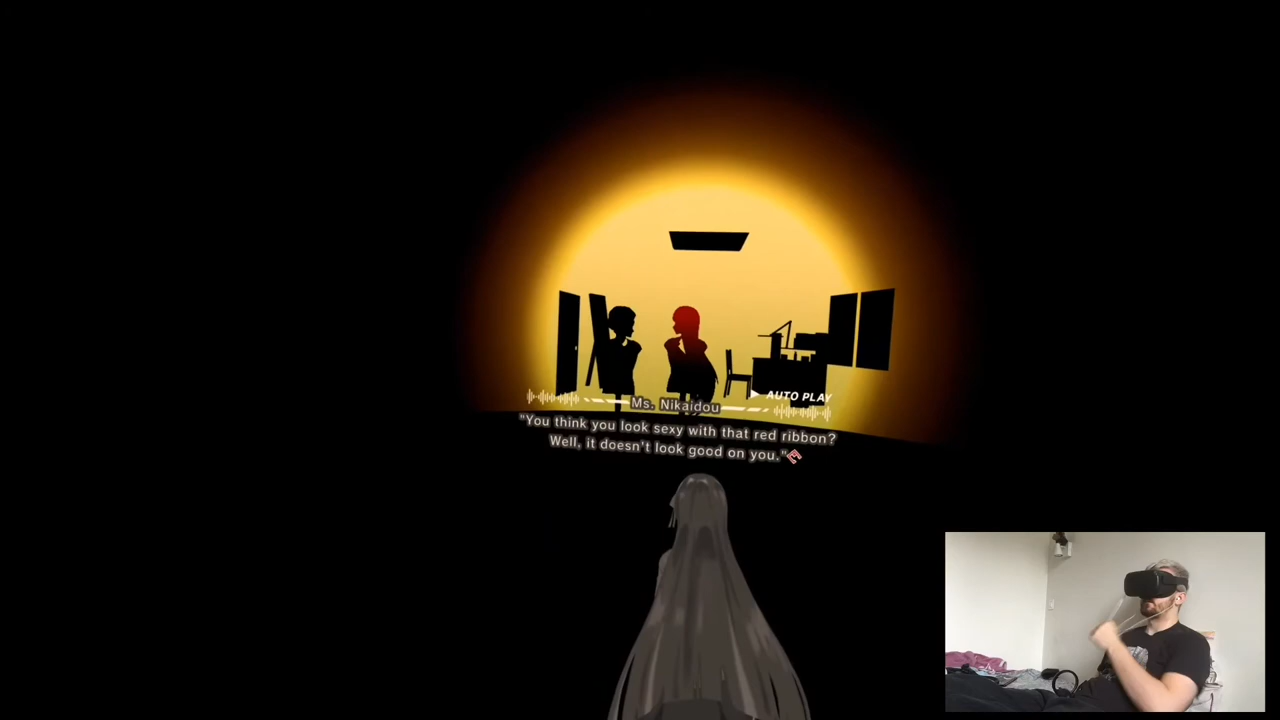 AUTO PLAY
Ms. Nikaidou
"You think you look sexy with that red ribbon?
Well, it doesn't look good on you."